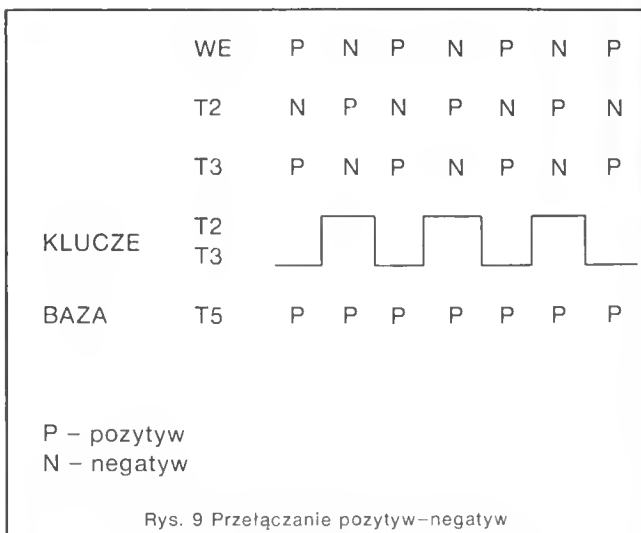 WE P N P N P N P
T2 N P N P N P N
T3 P N P N P N P
T2
KLUCZE
T3
BAZA T5 P P P P P P P
P – pozytyw
N – negatyw
Rys. 9 Przełączanie pozytyw–negatyw